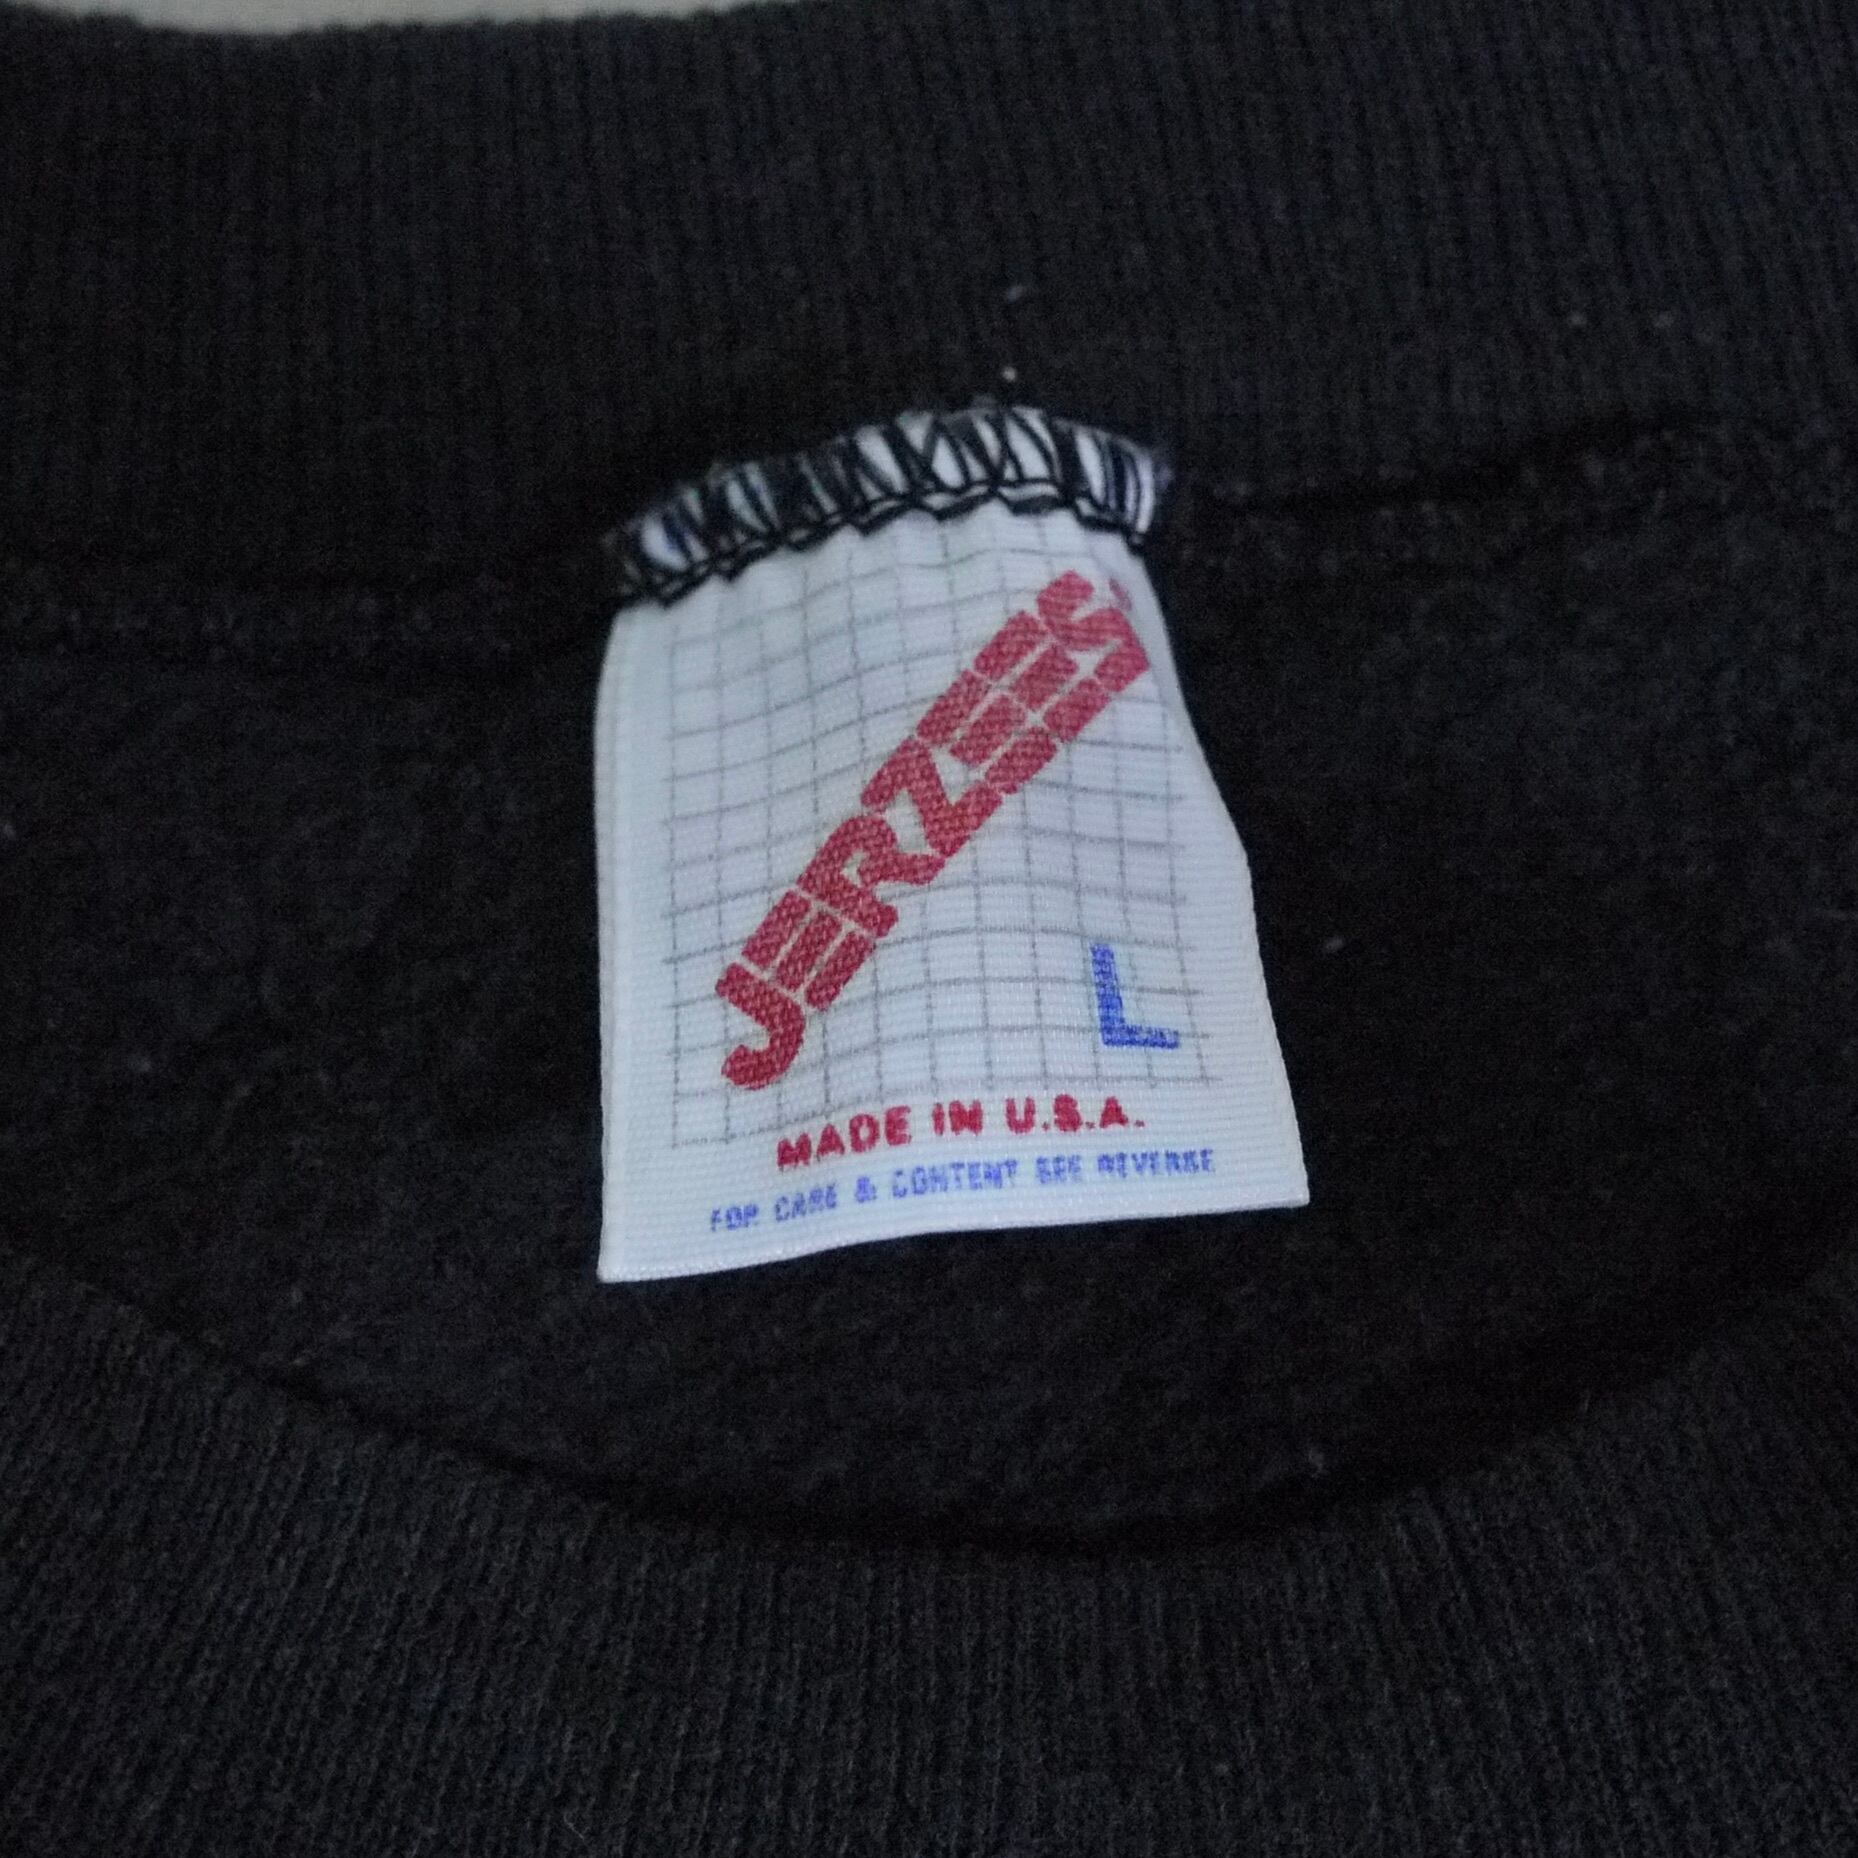 JERZEES
L
MADE IN U.S.A.
FOR CARE & CONTENT SEE REVERSE